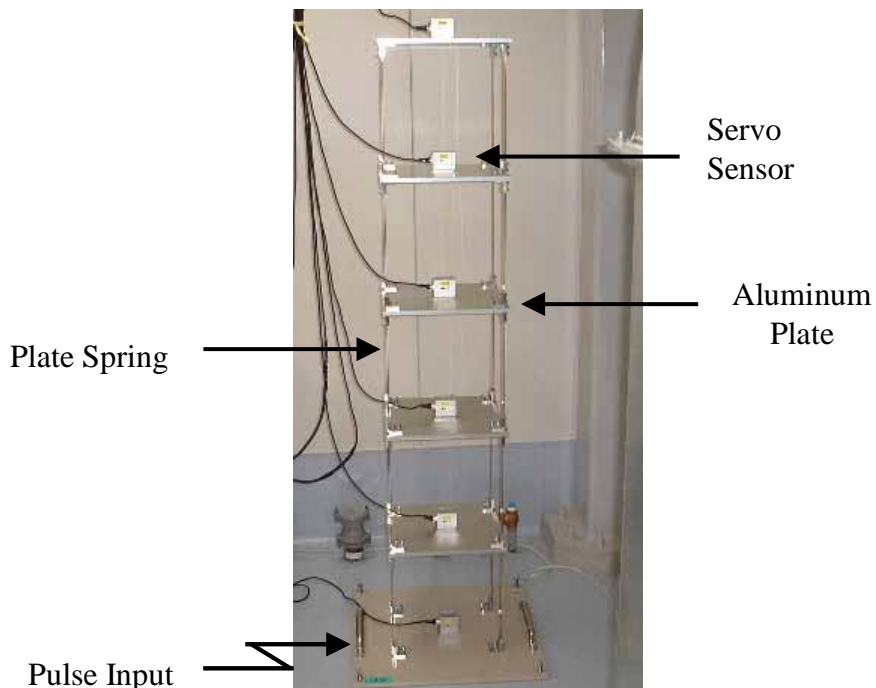 Servo
Sensor
Aluminum
Plate
Plate Spring
Pulse Input